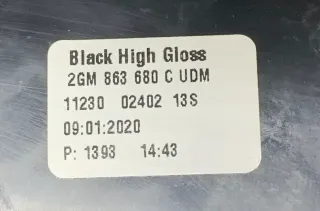 Black High Gloss
2GM 863 680 C UDM
11230 02402 13S
09:01:2020
P: 1393 14:43